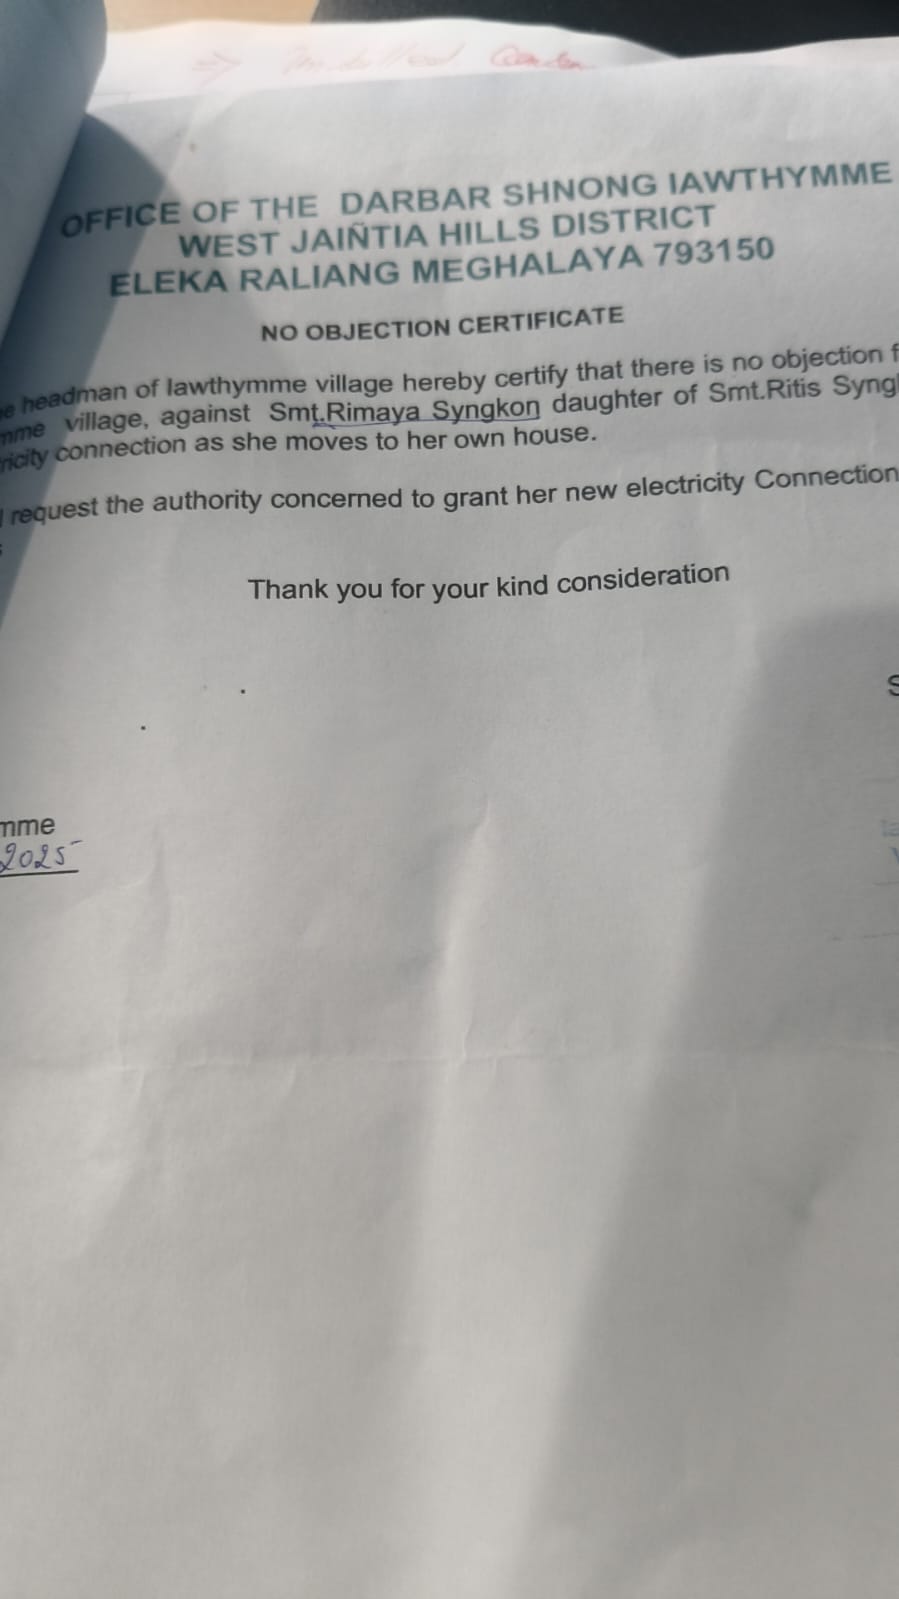 OFFICE OF THE DARBAR SHNONG IAWTHYMME
WEST JAIÑTIA HILLS DISTRICT
ELEKA RALIANG MEGHALAYA 793150
NO OBJECTION CERTIFICATE
headman of Iawthymme village hereby certify that there is no objection
village, against Smt.Rimaya Syngkon daughter of Smt.Ritis
connection as she moves to her own house.
I request the authority concerned to grant her new electricity Connection
Thank you for your kind consideration
mme
2025